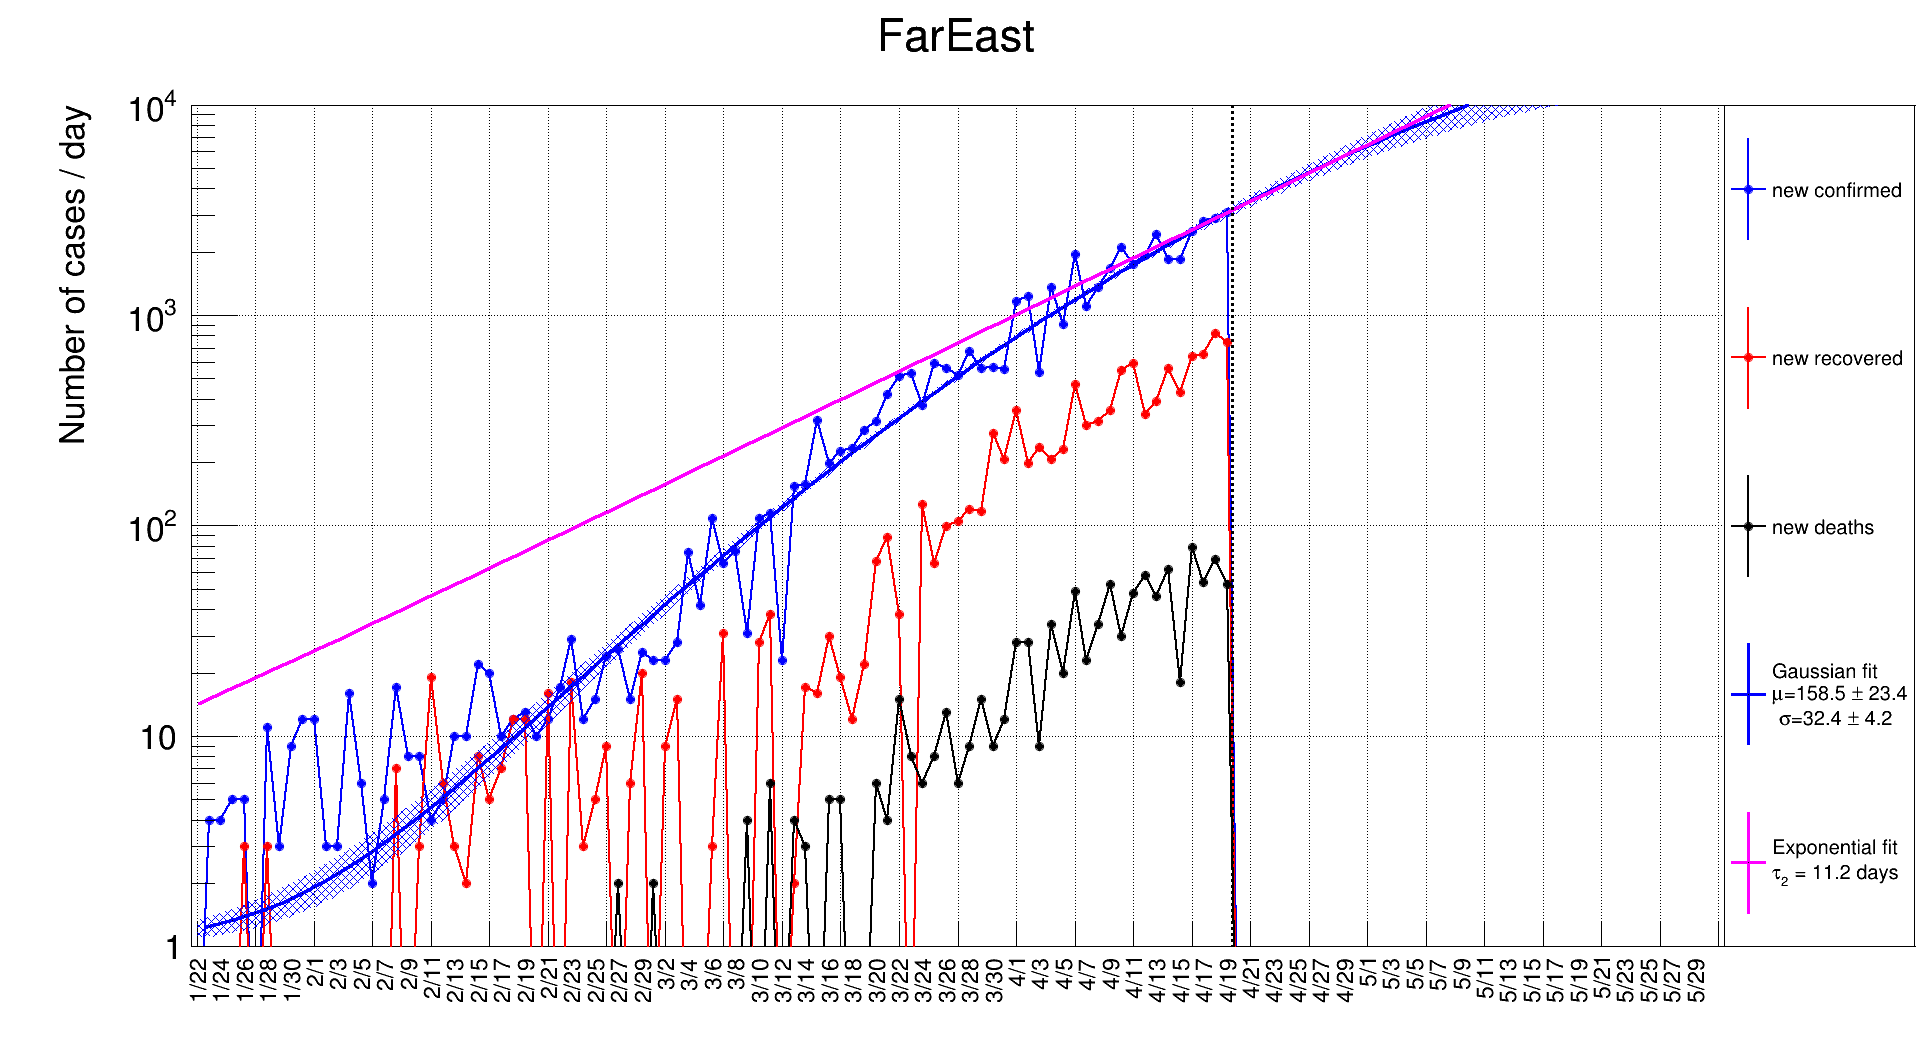 FarEast
Number of cases / day
10⁴
10³
10²
10
1
1/22 1/24 1/26 1/28 1/30 2/1 2/3 2/5 2/7 2/9 2/11 2/13 2/15 2/17 2/19 2/21 2/23 2/25 2/27 2/29 3/2 3/4 3/6 3/8 3/10 3/12 3/14 3/16 3/18 3/20 3/22 3/24 3/26 3/28 3/30 4/1 4/3 4/5 4/7 4/9 4/11 4/13 4/15 4/17 4/19 4/21 4/23 4/25 4/27 4/29 5/1 5/3 5/5 5/7 5/9 5/11 5/13 5/15 5/17 5/19 5/21 5/23 5/25 5/27 5/29
new confirmed
new recovered
new deaths
Gaussian fit
μ=158.5 ± 23.4
σ=32.4 ± 4.2
Exponential fit
τ₂ = 11.2 days